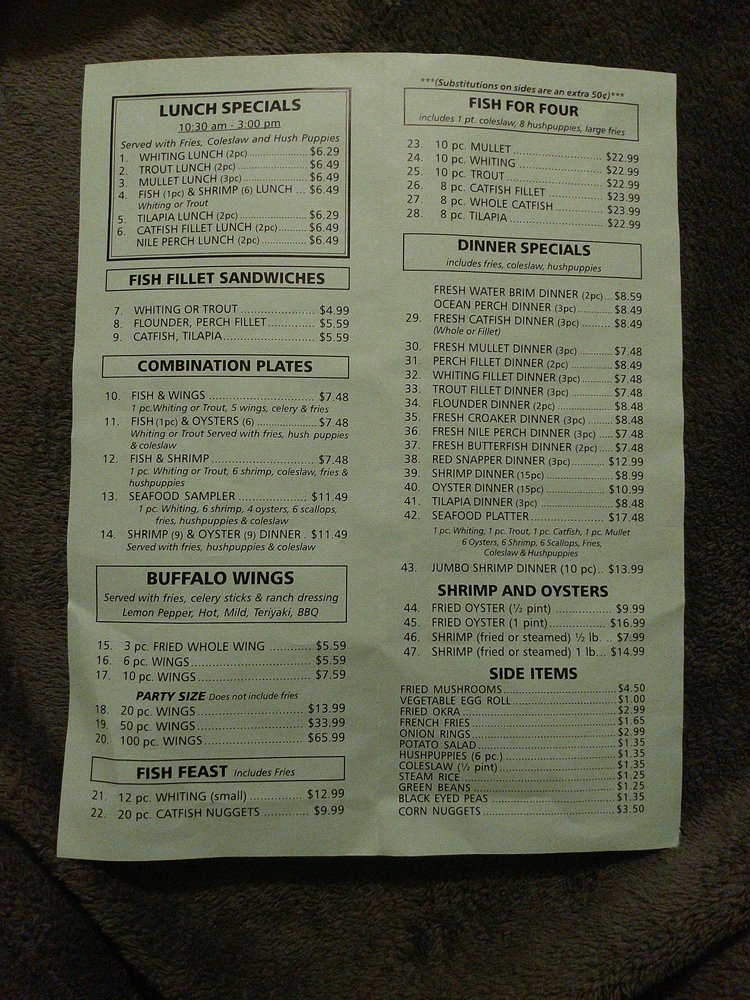 LUNCH SPECIALS
10:30 am - 3:00 pm
Served with Fries, Coleslaw and Hush Puppies
1. WHITING LUNCH (2pc) $6.29
2. TROUT LUNCH (2pc) $6.49
3. MULLET LUNCH (3pc) $6.49
4. FISH (1pc) & SHRIMP (6) LUNCH ... $6.49
Whiting or Trout
5. TILAPIA LUNCH (2pc) $6.29
6. CATFISH FILLET LUNCH (2pc) $6.49
NILE PERCH LUNCH (2pc) $6.49
FISH FILLET SANDWICHES
7. WHITING OR TROUT $4.99
8. FLOUNDER, PERCH FILLET $5.59
9. CATFISH, TILAPIA $5.59
COMBINATION PLATES
10. FISH & WINGS $7.48
1 pc.Whiting or Trout, 5 wings, celery & fries
11. FISH (1pc) & OYSTERS (6) $7.48
Whiting or Trout Served with fries, hush puppies
& coleslaw
12. FISH & SHRIMP $7.48
1 pc. Whiting or Trout, 6 shrimp, coleslaw, fries &
hushpuppies
13. SEAFOOD SAMPLER $11.49
1 pc. Whiting, 6 shrimp, 4 oysters, 6 scallops,
fries, hushpuppies & coleslaw
14. SHRIMP (9) & OYSTER (9) DINNER . $11.49
Served with fries, hushpuppies & coleslaw
BUFFALO WINGS
Served with fries, celery sticks & ranch dressing
Lemon Pepper, Hot, Mild, Teriyaki, BBQ
15. 3 pc. FRIED WHOLE WING $5.59
16. 6 pc. WINGS $5.59
17. 10 pc. WINGS $7.59
PARTY SIZE Does not include fries
18. 20 pc. WINGS $13.99
19. 50 pc. WINGS $33.99
20. 100 pc. WINGS $65.99
FISH FEAST Includes Fries
21. 12 pc. WHITING (small) $12.99
22. 20 pc. CATFISH NUGGETS $9.99
***(Substitutions on sides are an extra 50¢)***
FISH FOR FOUR
includes 1 pt. coleslaw, 8 hushpuppies, large fries
23. 10 pc. MULLET $22.99
24. 10 pc. WHITING $22.99
25. 10 pc. TROUT $22.99
26. 8 pc. CATFISH FILLET $23.99
27. 8 pc. WHOLE CATFISH $23.99
28. 8 pc. TILAPIA $22.99
DINNER SPECIALS
includes fries, coleslaw, hushpuppies
FRESH WATER BRIM DINNER (2pc) $8.59
OCEAN PERCH DINNER (3pc) $8.49
29. FRESH CATFISH DINNER (3pc) $8.49
(Whole or Fillet)
30. FRESH MULLET DINNER (3pc) $7.48
31. PERCH FILLET DINNER (2pc) $8.49
32. WHITING FILLET DINNER (3pc) $7.48
33. TROUT FILLET DINNER (3pc) $7.48
34. FLOUNDER DINNER (2pc) $8.48
35. FRESH CROAKER DINNER (3pc) $8.48
36. FRESH NILE PERCH DINNER (3pc) $7.48
37. FRESH BUTTERFISH DINNER (2pc) $7.48
38. RED SNAPPER DINNER (3pc) $12.99
39. SHRIMP DINNER (15pc) $8.99
40. OYSTER DINNER (15pc) $10.99
41. TILAPIA DINNER (3pc) $8.48
42. SEAFOOD PLATTER $17.48
1 pc. Whiting, 1 pc. Trout, 1 pc. Catfish, 1 pc. Mullet
6 Oysters, 6 Shrimp, 6 Scallops, Fries,
Coleslaw & Hushpuppies
43. JUMBO SHRIMP DINNER (10 pc).. $13.99
SHRIMP AND OYSTERS
44. FRIED OYSTER (½ pint) $9.99
45. FRIED OYSTER (1 pint) $16.99
46. SHRIMP (fried or steamed) ½ lb. $7.99
47. SHRIMP (fried or steamed) 1 lb... $14.99
SIDE ITEMS
FRIED MUSHROOMS $4.50
VEGETABLE EGG ROLL $1.00
FRIED OKRA $2.99
FRENCH FRIES $1.65
ONION RINGS $2.99
POTATO SALAD $1.35
HUSHPUPPIES (6 pc.) $1.35
COLESLAW (½ pint) $1.35
STEAM RICE $1.25
GREEN BEANS $1.25
BLACK EYED PEAS $1.35
CORN NUGGETS $3.50